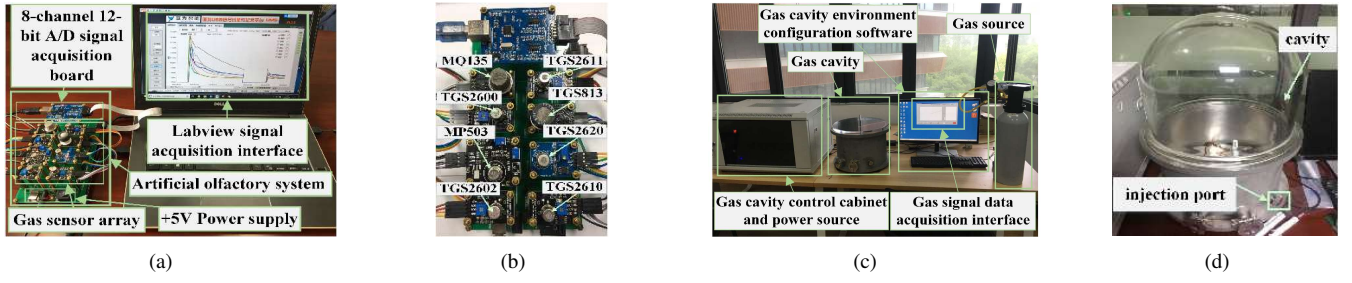 8-channel 12-
bit A/D signal
acquisition
board
Labview signal
acquisition interface
Artificial olfactory system
+5V Power supply
Gas sensor array
(a)
MQ135
TGS2611
TGS2600
TGS813
MP503
TGS2620
TGS2602
TGS2610
(b)
Gas cavity environment
configuration software
Gas source
Gas cavity
Gas cavity control cabinet
and power source
Gas signal data
acquisition interface
(c)
cavity
injection port
(d)